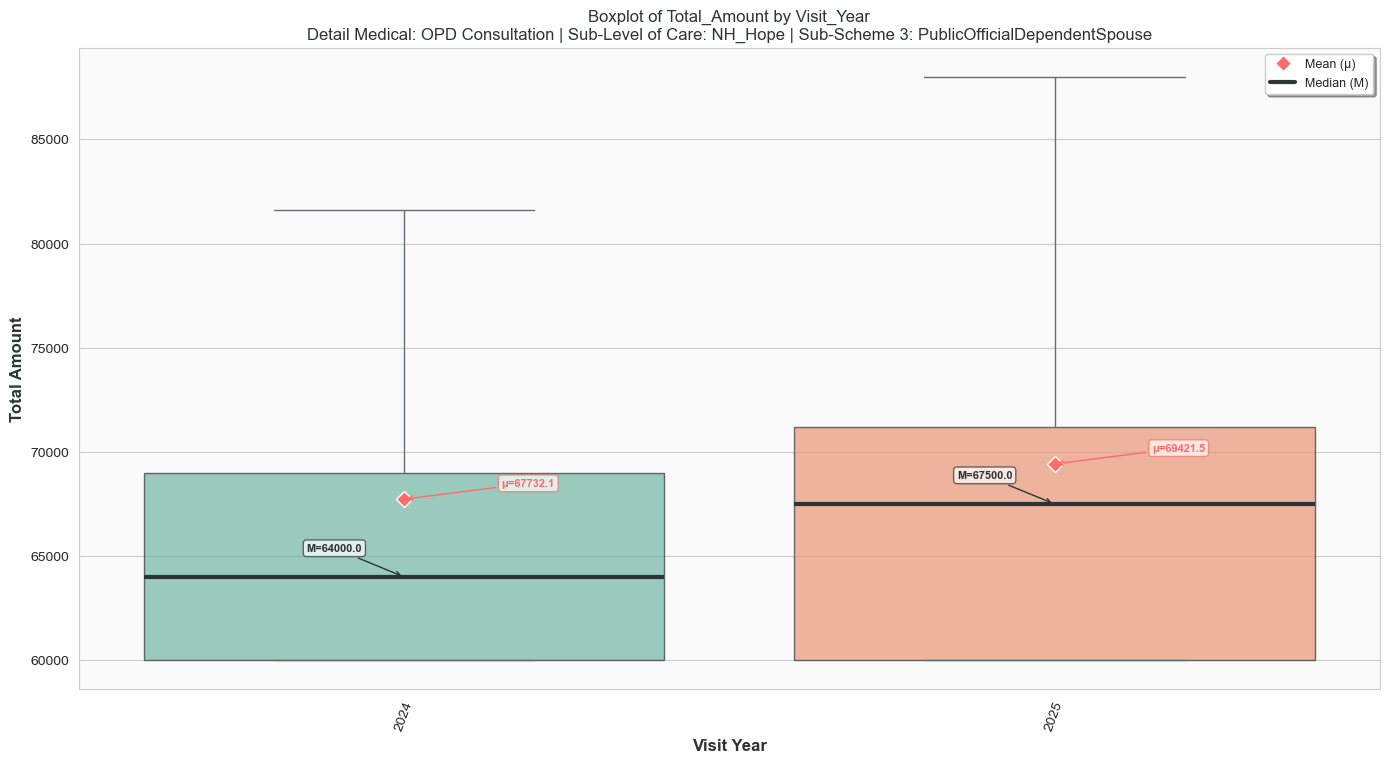 Boxplot of Total_Amount by Visit_Year
Detail Medical: OPD Consultation | Sub-Level of Care: NH_Hope | Sub-Scheme 3: PublicOfficialDependentSpouse
Mean (μ)
Median (M)
85000
80000
75000
70000
65000
60000
Total Amount
μ=67732.1
M=64000.0
μ=69421.5
M=67500.0
2024
2025
Visit Year